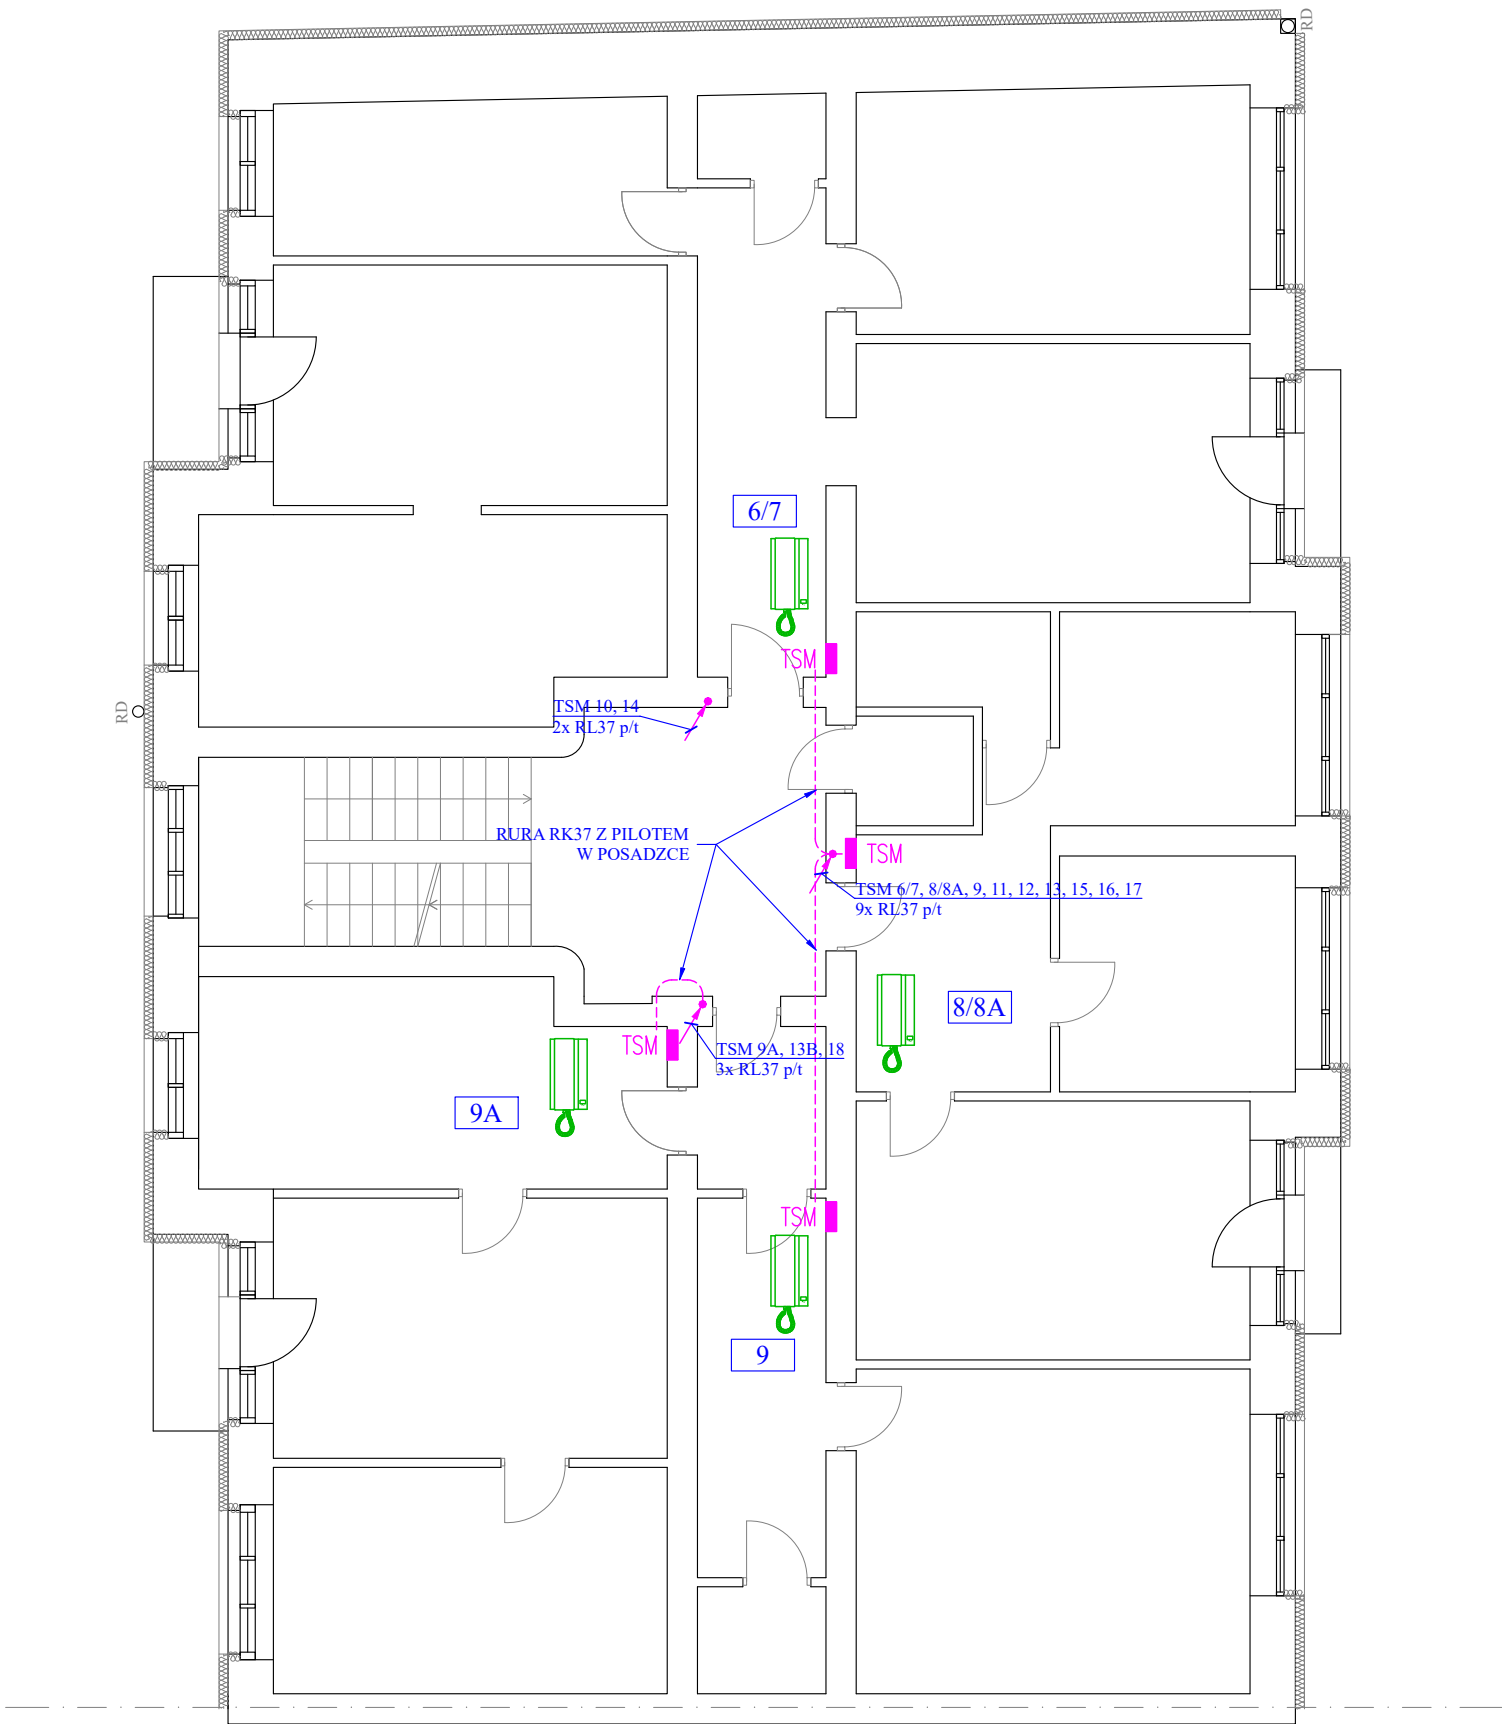 RD
6/7
TSM
RD
TSM 10, 14
2x RL37 p/t
RURA RK37 Z PILOTEM
W POSADZCE
TSM
TSM 6/7, 8/8A, 9, 11, 12, 13, 15, 16, 17
9x RL37 p/t
8/8A
TSM
TSM 9A, 13B, 18
3x RL37 p/t
9A
TSM
9